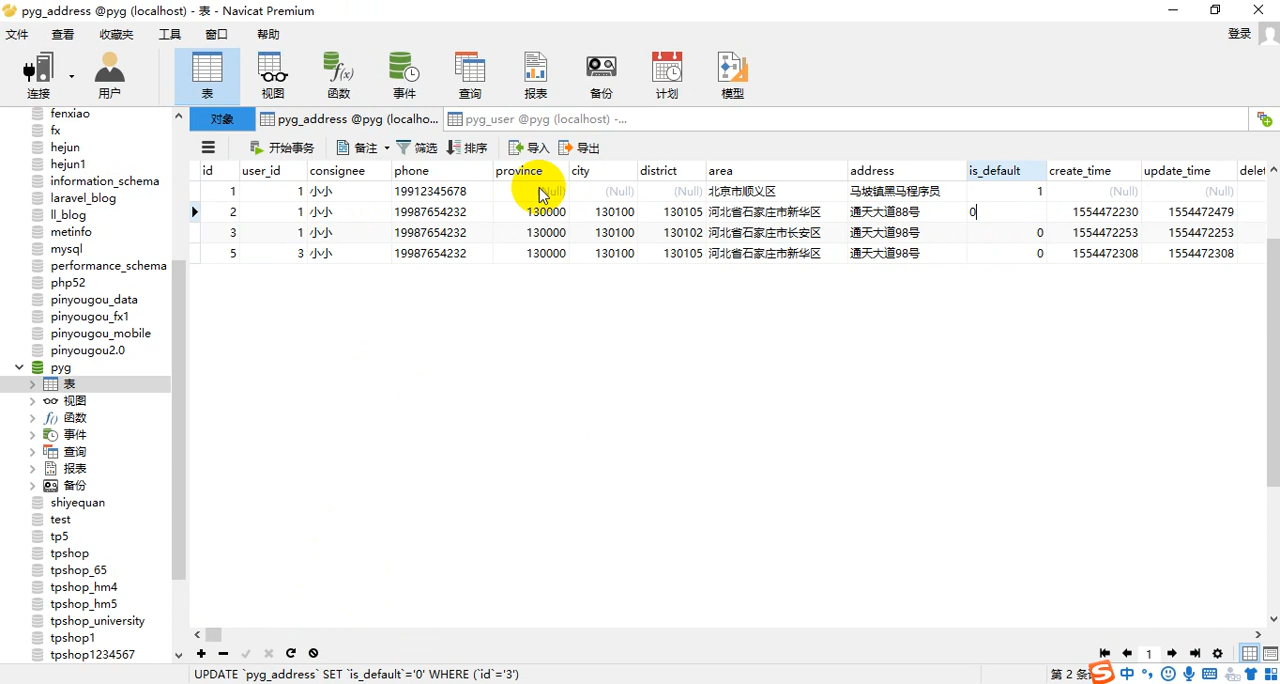 pyg_address @pyg (localhost) - 表 - Navicat Premium
文件 查看 收藏夹 工具 窗口 帮助 登录
连接 用户 表 视图 函数 事件 查询 报表 备份 计划 模型
对象 pyg_address @pyg (localho... pyg_user @pyg (localhost) -...
开始事务 备注 筛选 排序 导入 导出
fenxiao
fx
hejun
hejun1
information_schema
laravel_blog
ll_blog
metinfo
mysql
performance_schema
php52
pinyougou_data
pinyougou_fx1
pinyougou_mobile
pinyougou2.0
pyg
表
视图
函数
事件
查询
报表
备份
shiyequan
test
tp5
tpshop
tpshop_65
tpshop_hm4
tpshop_hm5
tpshop_university
tpshop1
tpshop1234567
id user_id consignee phone province city district area address is_default create_time update_time delet
1 1 小小 19912345678 (Null) (Null) (Null) 北京市顺义区 马坡镇黑马程序员 1 (Null) (Null)
2 1 小小 19987654232 130000 130100 130105 河北省石家庄市新华区 通天大道88号 0 1554472230 1554472479
3 1 小小 19987654232 130000 130100 130102 河北省石家庄市长安区 通天大道98号 0 1554472253 1554472253
5 3 小小 19987654232 130000 130100 130105 河北省石家庄市新华区 通天大道98号 0 1554472308 1554472308
1
UPDATE `pyg_address` SET `is_default`='0' WHERE (`id`='3') 第 2 条
中